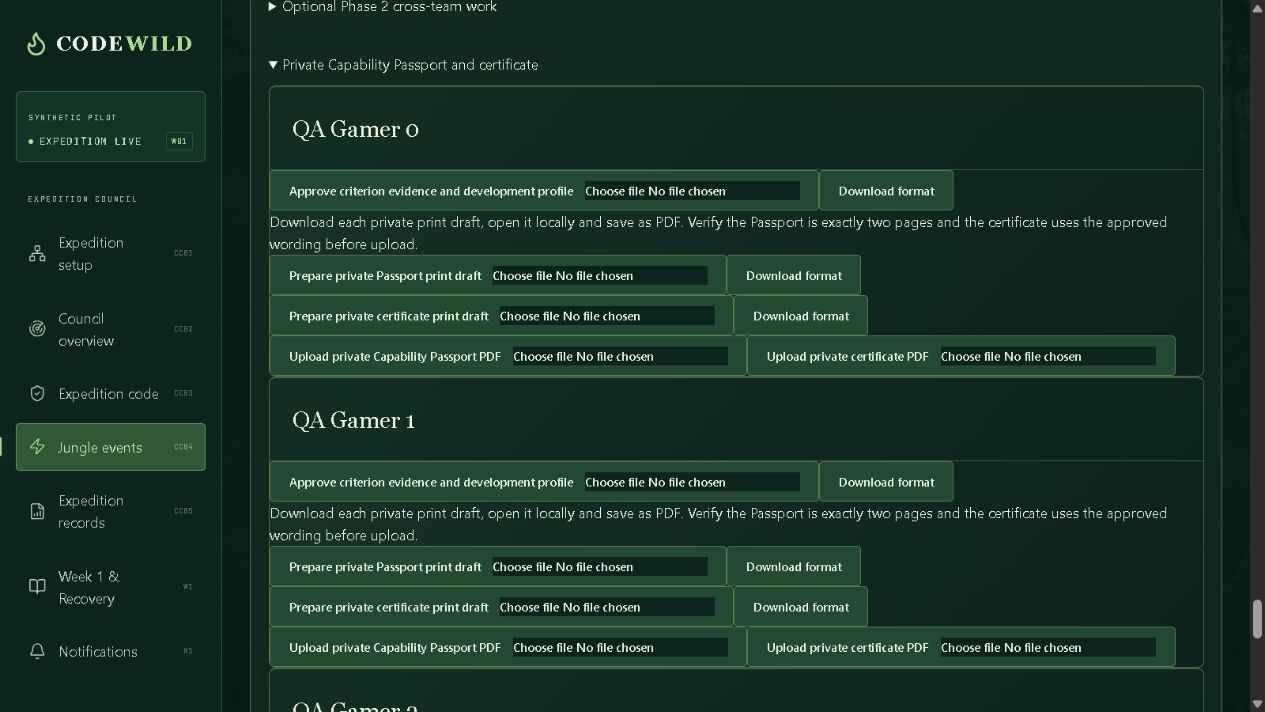 CODEWILD
SYNTHETIC PILOT
EXPEDITION LIVE W01
EXPEDITION COUNCIL
Expedition
setup
CC01
Council
overview
CC02
Expedition code CC03
Jungle events CC04
Expedition
records
CC05
Week 1 &
Recovery
W1
Notifications N1
Optional Phase 2 cross-team work
Private Capability Passport and certificate
QA Gamer 0
Approve criterion evidence and development profile Choose file No file chosen Download format
Download each private print draft, open it locally and save as PDF. Verify the Passport is exactly two pages and the certificate uses the approved
wording before upload.
Prepare private Passport print draft Choose file No file chosen Download format
Prepare private certificate print draft Choose file No file chosen Download format
Upload private Capability Passport PDF Choose file No file chosen Upload private certificate PDF Choose file No file chosen
QA Gamer 1
Approve criterion evidence and development profile Choose file No file chosen Download format
Download each private print draft, open it locally and save as PDF. Verify the Passport is exactly two pages and the certificate uses the approved
wording before upload.
Prepare private Passport print draft Choose file No file chosen Download format
Prepare private certificate print draft Choose file No file chosen Download format
Upload private Capability Passport PDF Choose file No file chosen Upload private certificate PDF Choose file No file chosen
QA Gamer 2